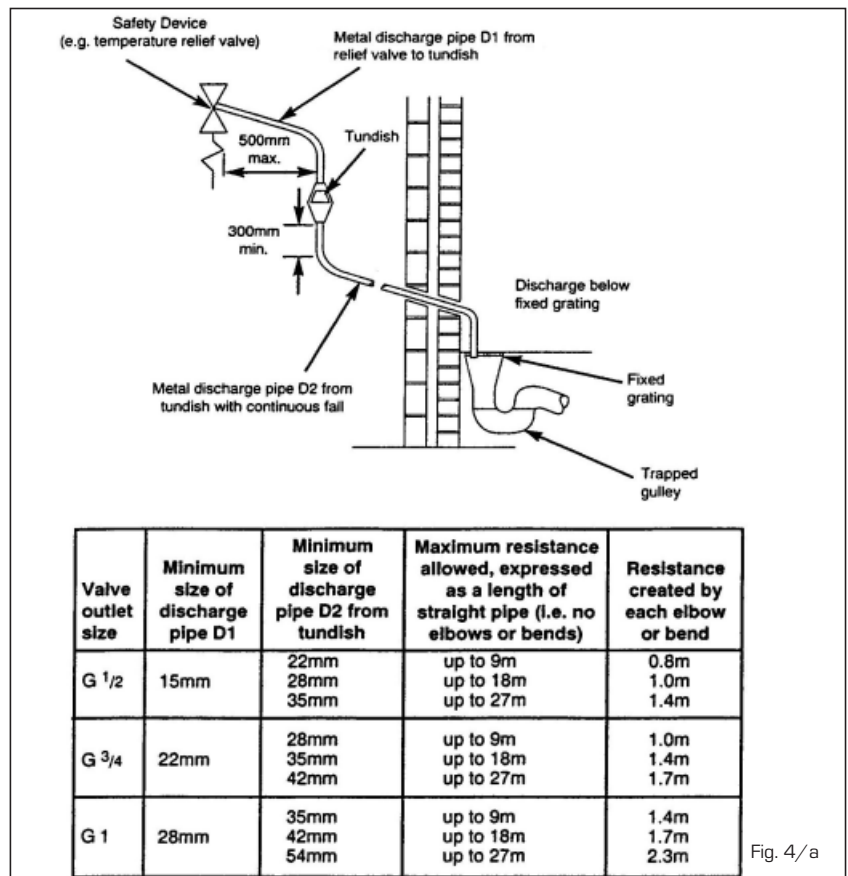 Safety Device
(e.g. temperature relief valve)
Metal discharge pipe D1 from
relief valve to tundish
500mm
max.
Tundish
300mm
min.
Discharge below
fixed grating
Metal discharge pipe D2 from
tundish with continuous fall
Fixed
grating
Trapped
gulley
Valve
outlet
size
Minimum
size of
discharge
pipe D1
Minimum
size of
discharge
pipe D2 from
tundish
Maximum resistance
allowed, expressed
as a length of
straight pipe (i.e. no
elbows or bends)
Resistance
created by
each elbow
or bend
G 1/2 15mm 22mm up to 9m 0.8m
28mm up to 18m 1.0m
35mm up to 27m 1.4m
G 3/4 22mm 28mm up to 9m 1.0m
35mm up to 18m 1.4m
42mm up to 27m 1.7m
G 1 28mm 35mm up to 9m 1.4m
42mm up to 18m 1.7m
54mm up to 27m 2.3m
Fig. 4/a